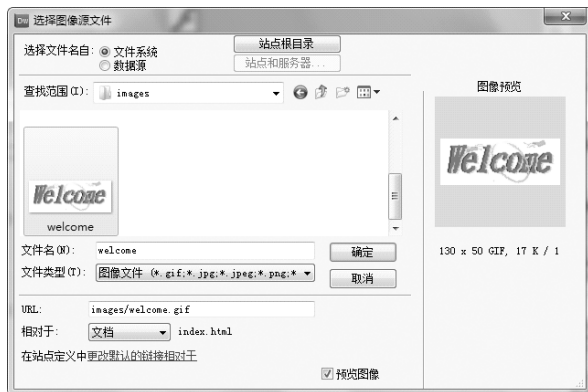 Dw 选择图像源文件
选择文件名自: 文件系统 站点根目录
数据源 站点和服务器...
查找范围(I): images
图像预览
Welcome
welcome
Welcome
文件名(N): welcome 确定
130 x 50 GIF, 17 K / 1
文件类型(T): 图像文件 (*.gif;*.jpg;*.jpeg;*.png;* 取消
URL: images/welcome.gif
相对于: 文档 index.html
在站点定义中更改默认的链接相对于
预览图像